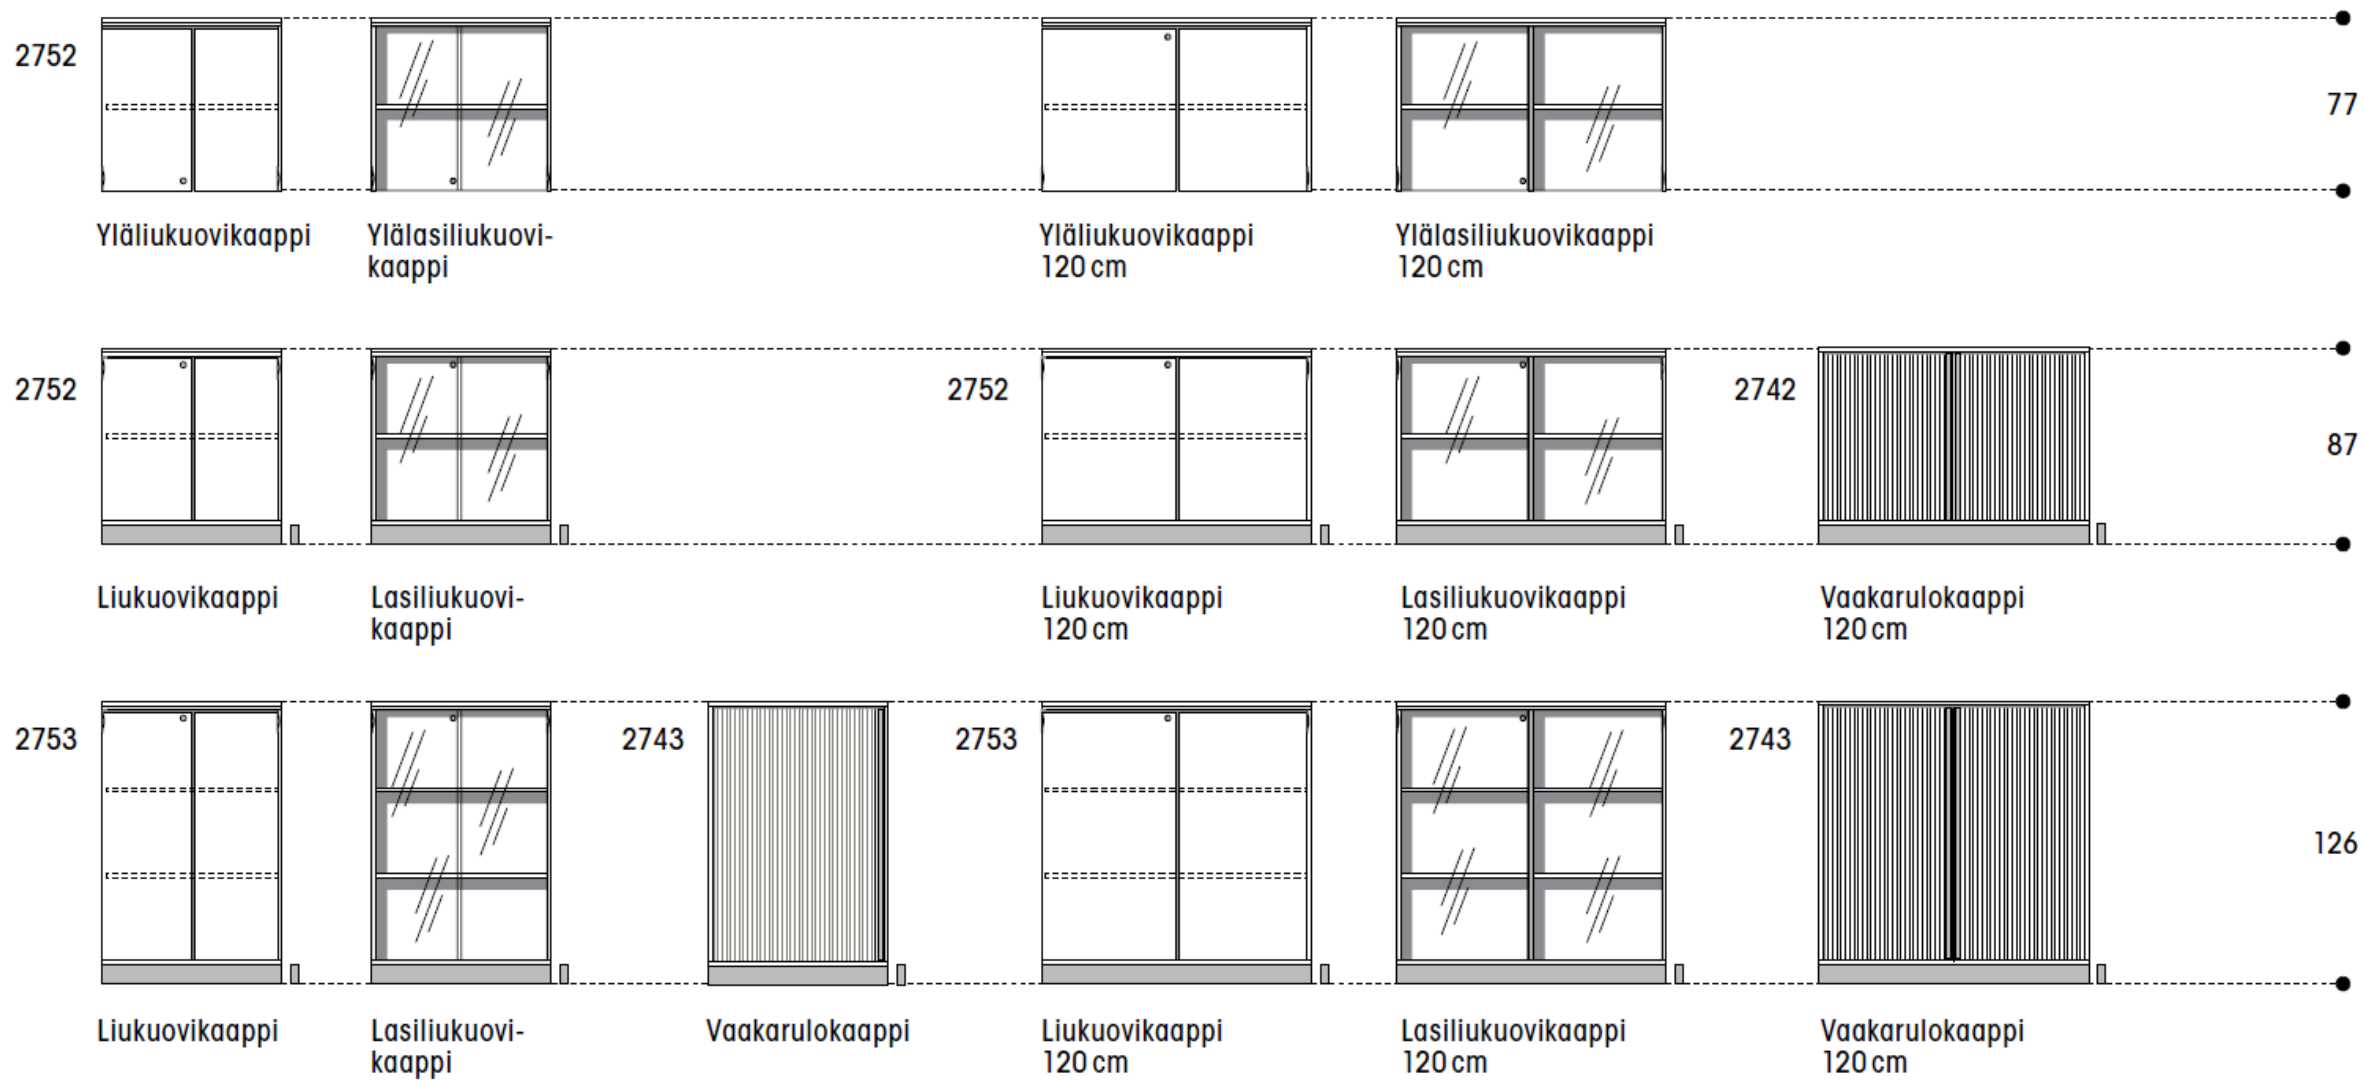 2752
77
Yläliukuovikaappi
Ylälasiliukuovi-
kaappi
Yläliukuovikaappi
120 cm
Ylälasiliukuovikaappi
120 cm
2752
2752
2742
87
Liukuovikaappi
Lasiliukuovi-
kaappi
Liukuovikaappi
120 cm
Lasiliukuovikaappi
120 cm
Vaakarulokaappi
120 cm
2753
2743
2753
2743
126
Liukuovikaappi
Lasiliukuovi-
kaappi
Vaakarulokaappi
Liukuovikaappi
120 cm
Lasiliukuovikaappi
120 cm
Vaakarulokaappi
120 cm